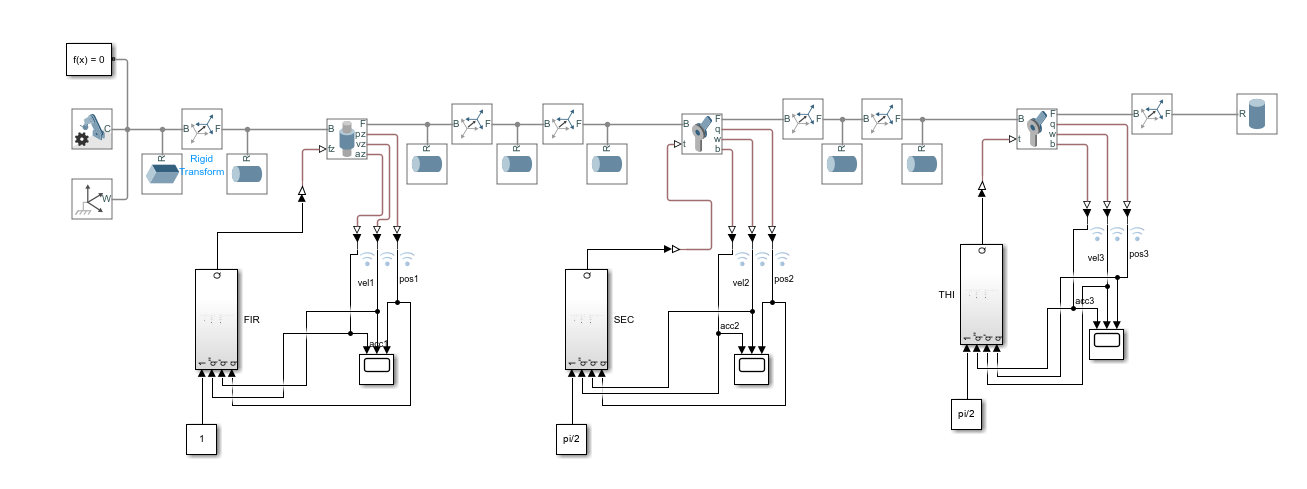 f(x) = 0
C
B
F
R
R
Rigid
Transform
W
B
fz
F
pz
vz
az
R
B
F
R
B
F
R
B
t
F
q
w
b
B
F
R
B
F
R
B
t
F
q
w
b
B
F
R
vel1
pos1
acc1
FIR
1
vel2
pos2
acc2
SEC
pi/2
vel3
pos3
acc3
THI
pi/2